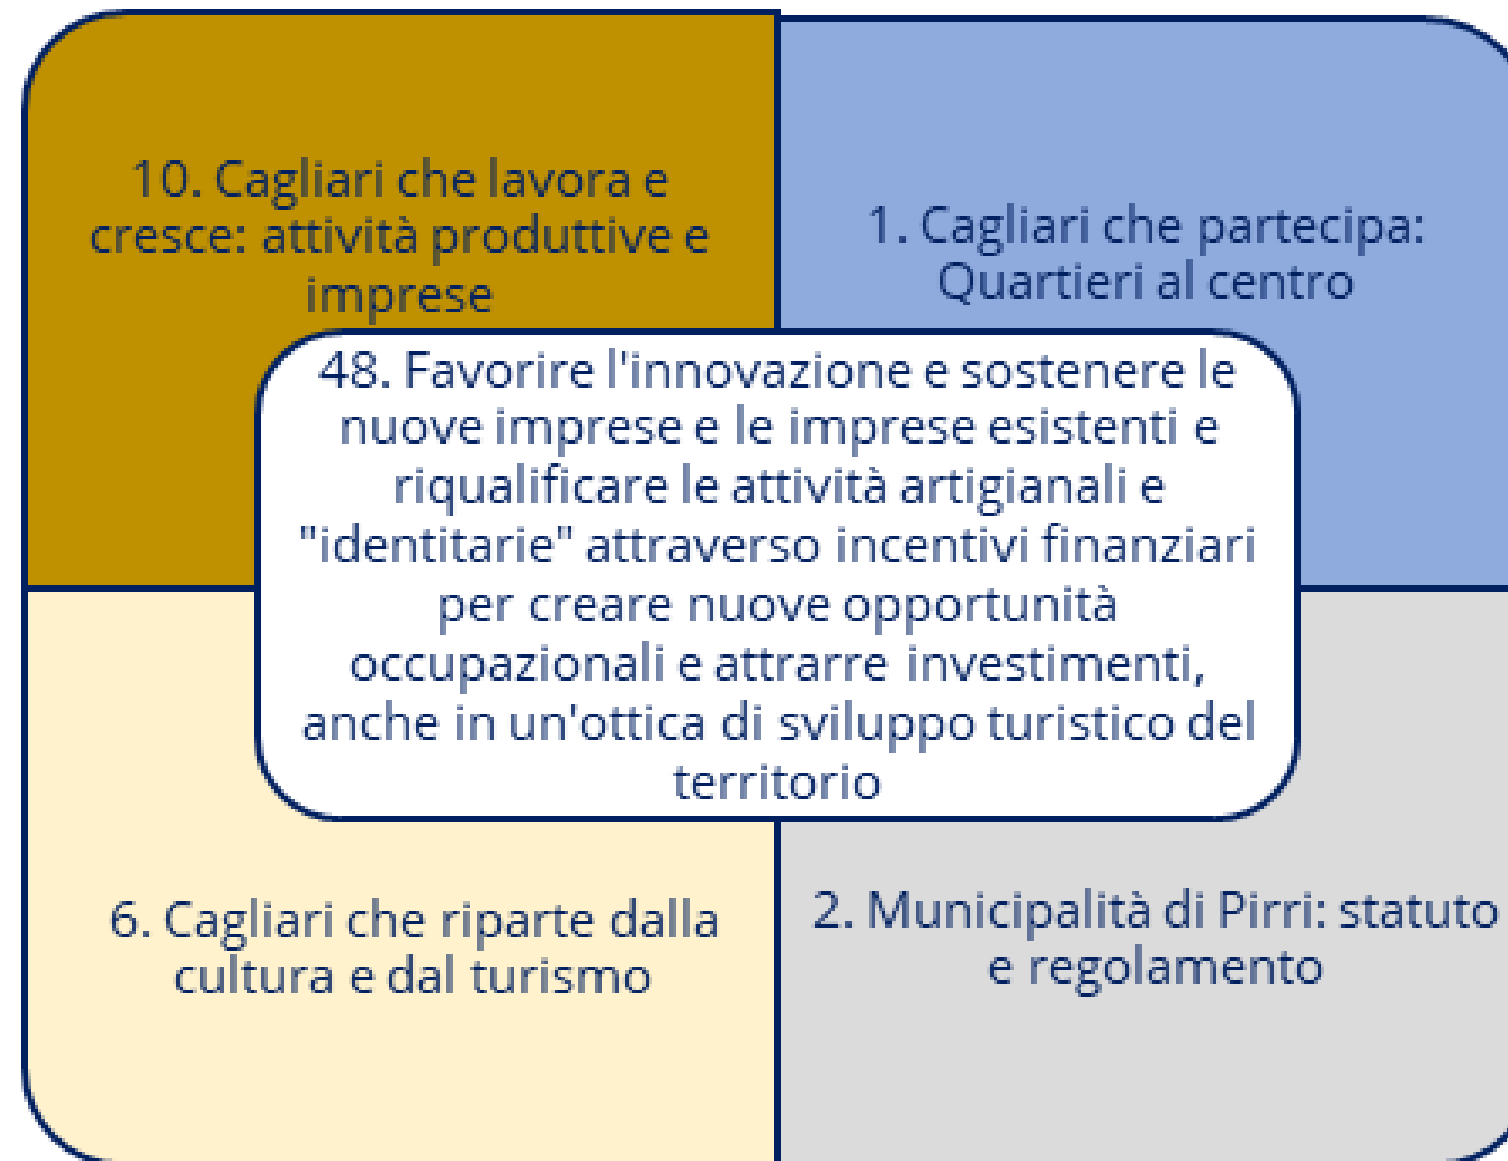 10. Cagliari che lavora e
cresce: attività produttive e
imprese
1. Cagliari che partecipa:
Quartieri al centro
48. Favorire l'innovazione e sostenere le
nuove imprese e le imprese esistenti e
riqualificare le attività artigianali e
"identitarie" attraverso incentivi finanziari
per creare nuove opportunità
occupazionali e attrarre investimenti,
anche in un'ottica di sviluppo turistico del
territorio
6. Cagliari che riparte dalla
cultura e dal turismo
2. Municipalità di Pirri: statuto
e regolamento